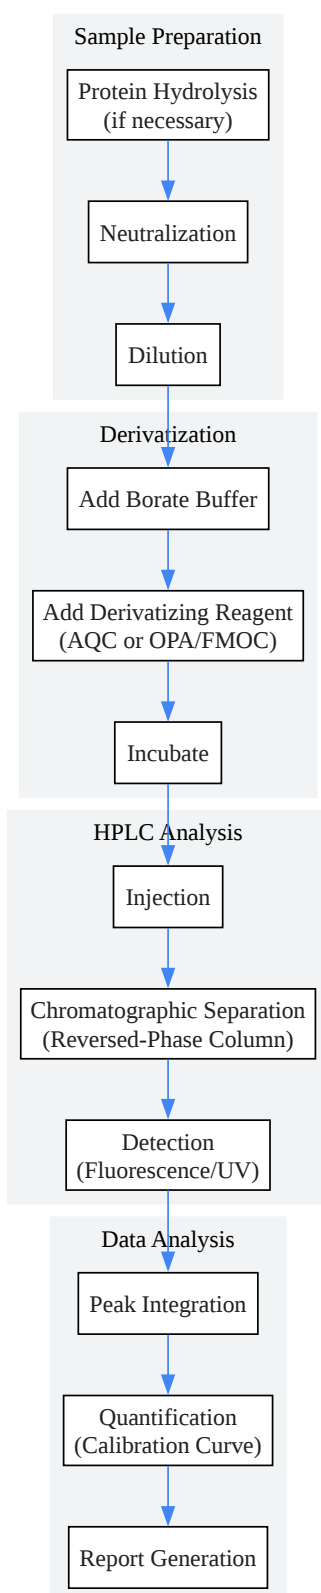 Sample Preparation
Protein Hydrolysis
(if necessary)
Neutralization
Dilution
Derivatization
Add Borate Buffer
Add Derivatizing Reagent
(AQC or OPA/FMOC)
Incubate
HPLC Analysis
Injection
Chromatographic Separation
(Reversed-Phase Column)
Detection
(Fluorescence/UV)
Data Analysis
Peak Integration
Quantification
(Calibration Curve)
Report Generation